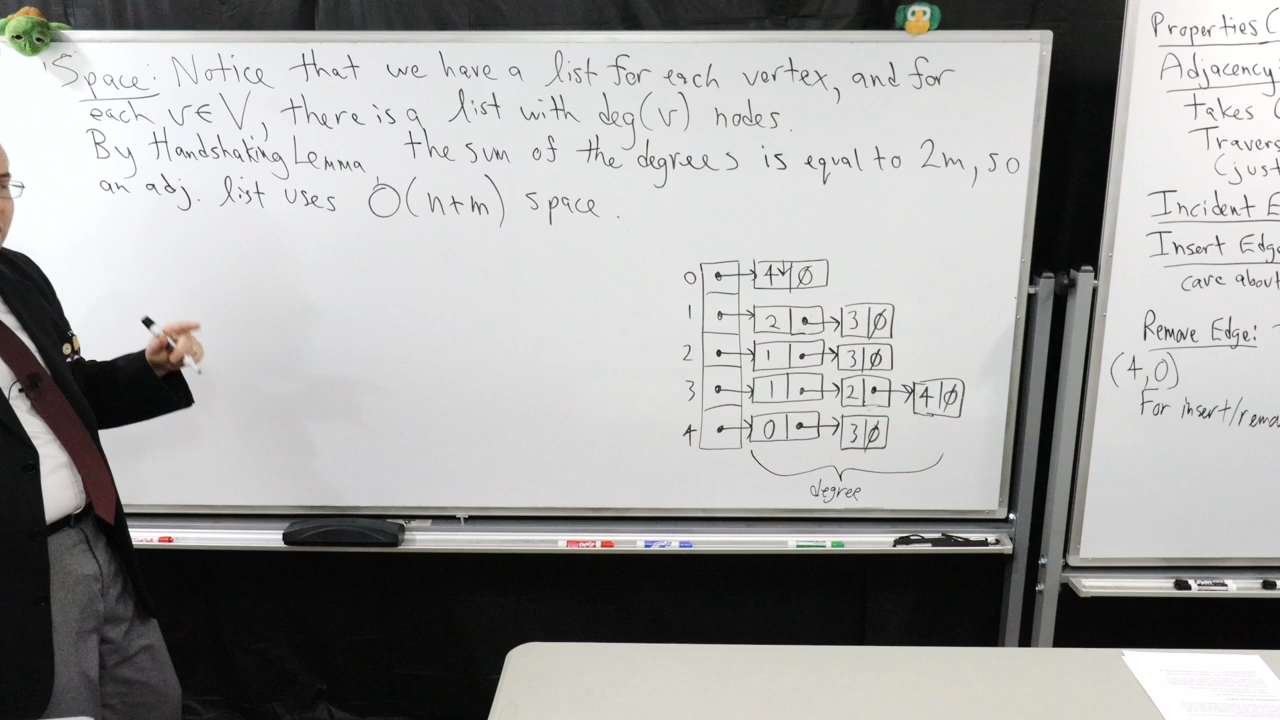 Space: Notice that we have a list for each vertex, and for
each v∈V, there is a list with deg(v) nodes.
By Handshaking Lemma, the sum of the degrees is equal to 2m, so
an adj. list uses O(n+m) space.
0 4 ∅
1 2 3 ∅
2 1 3 ∅
3 1 2 4 ∅
4 0 3 ∅
degree
Properties (
Adjacency:
takes
Travers
(just
Incident E
Insert Edge
care about
Remove Edge:
(4,0)
For insert/remo